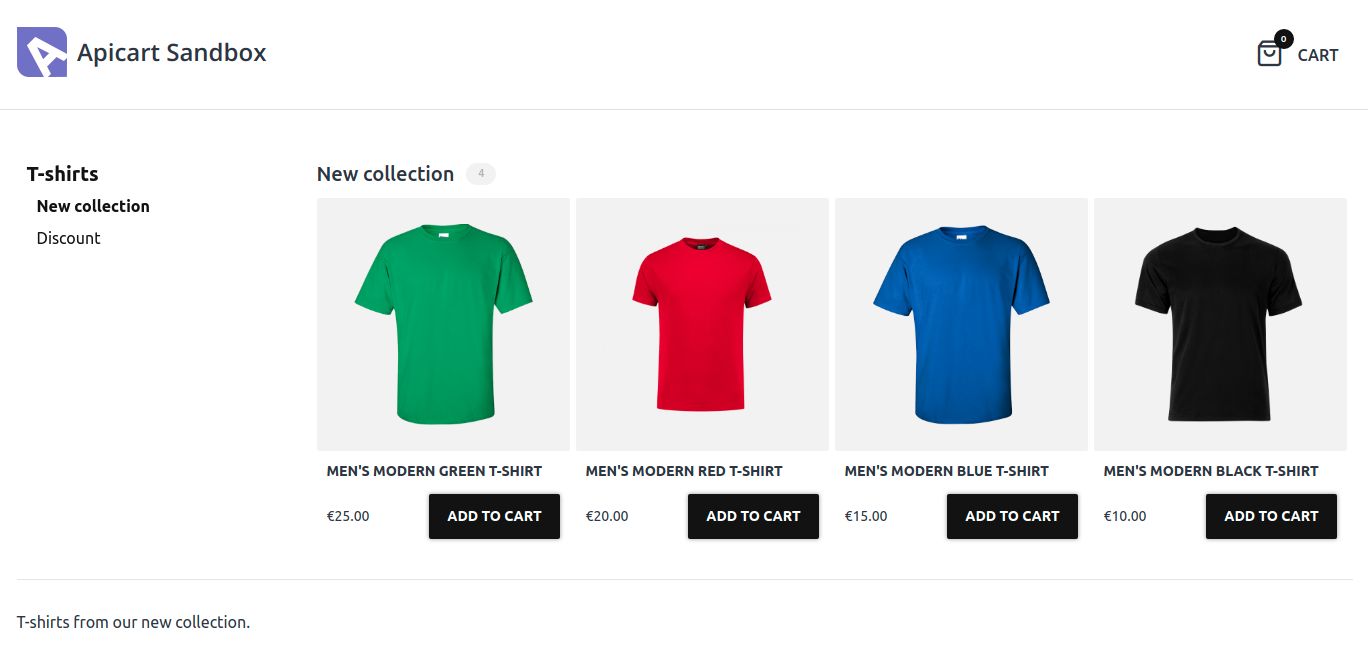 Apicart Sandbox
0
CART
T-shirts
New collection
Discount
New collection 4
MEN'S MODERN GREEN T-SHIRT
€25.00 ADD TO CART
MEN'S MODERN RED T-SHIRT
€20.00 ADD TO CART
MEN'S MODERN BLUE T-SHIRT
€15.00 ADD TO CART
MEN'S MODERN BLACK T-SHIRT
€10.00 ADD TO CART
T-shirts from our new collection.